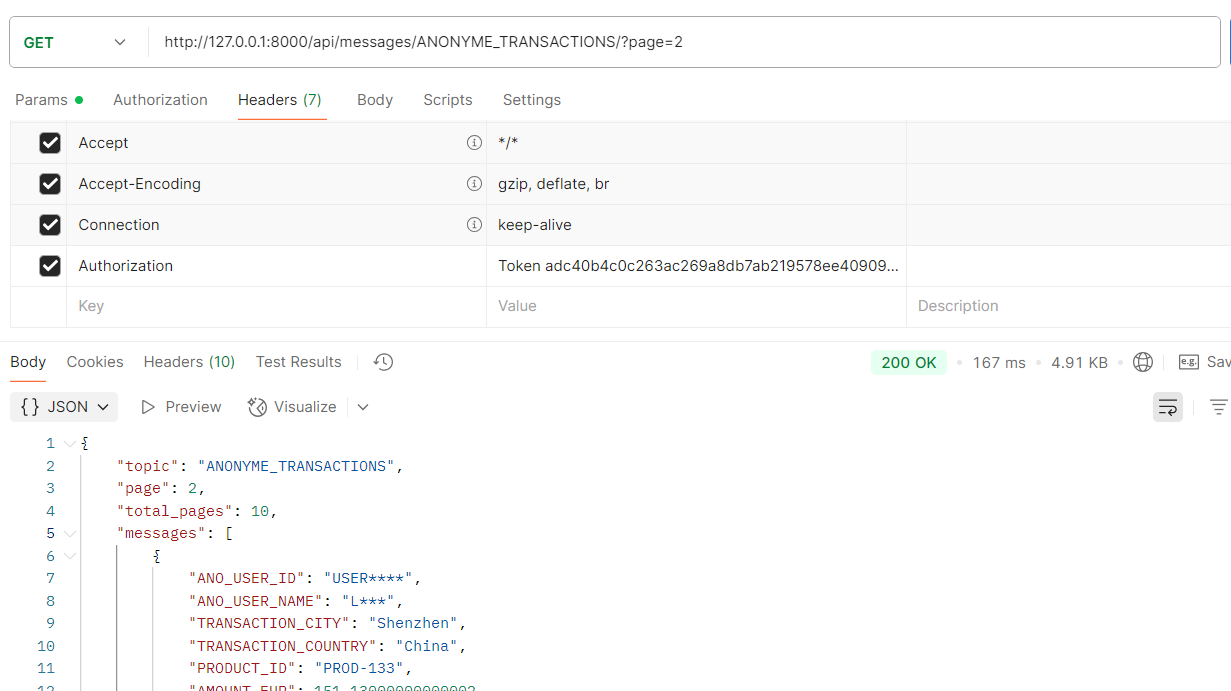 GET http://127.0.0.1:8000/api/messages/ANONYME_TRANSACTIONS/?page=2
Params Authorization Headers (7) Body Scripts Settings
Accept */*
Accept-Encoding gzip, deflate, br
Connection keep-alive
Authorization Token adc40b4c0c263ac269a8db7ab219578ee40909...
Key Value Description
Body Cookies Headers (10) Test Results 200 OK 167 ms 4.91 KB e.g. Sav
{} JSON Preview Visualize
1 {
2 "topic": "ANONYME_TRANSACTIONS",
3 "page": 2,
4 "total_pages": 10,
5 "messages": [
6 {
7 "ANO_USER_ID": "USER****",
8 "ANO_USER_NAME": "L***",
9 "TRANSACTION_CITY": "Shenzhen",
10 "TRANSACTION_COUNTRY": "China",
11 "PRODUCT_ID": "PROD-133",
12 "AMOUNT_EUR": 151.13000000000002